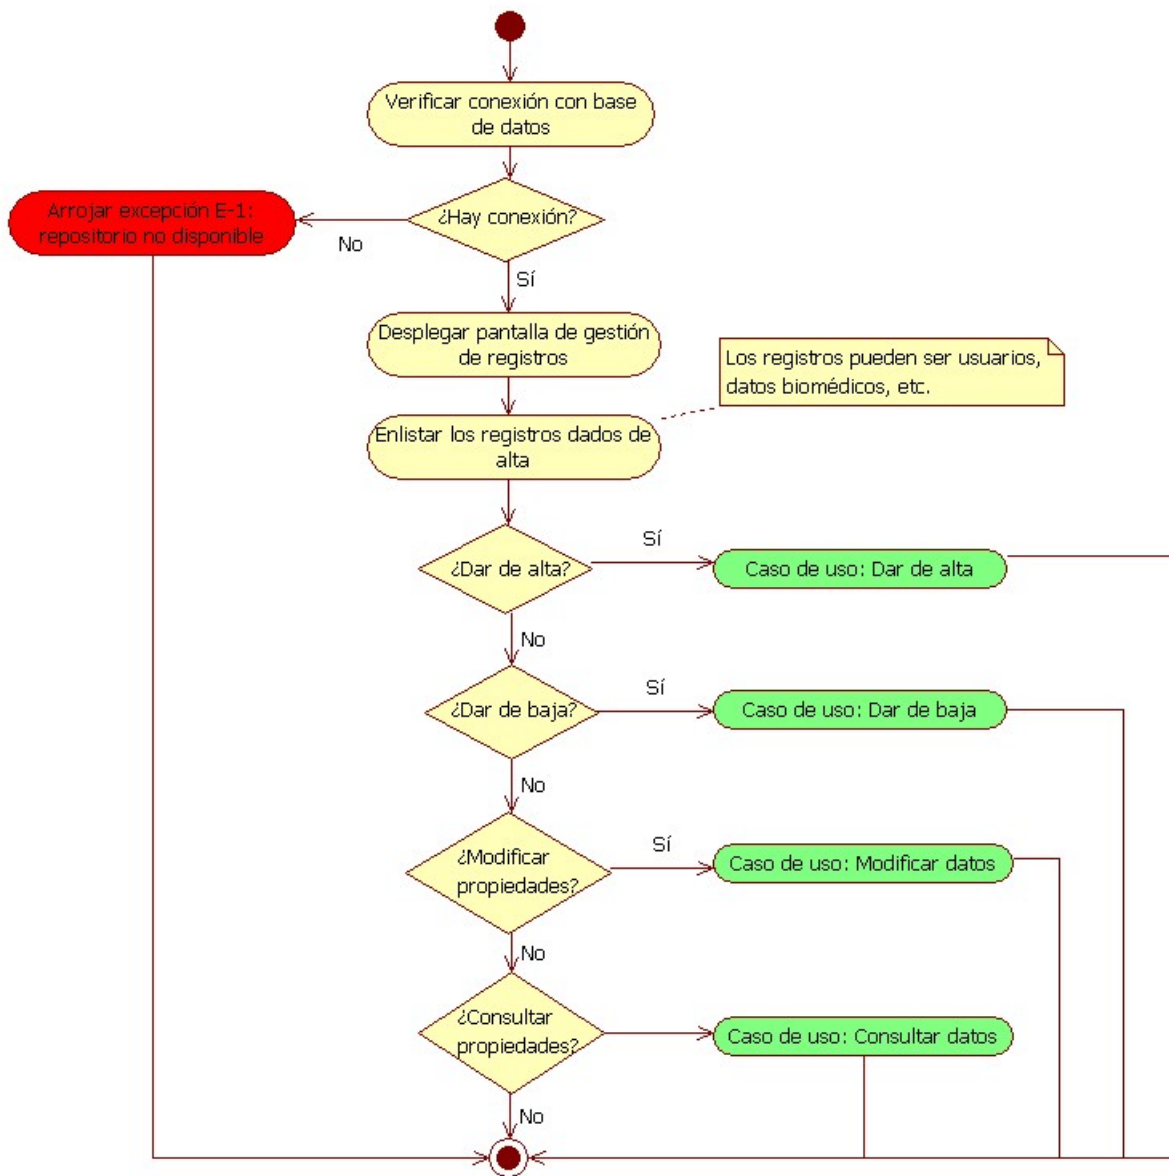 Verificar conexión con base
de datos
¿Hay conexión?
Arrojar excepción E-1:
repositorio no disponible
No
Sí
Desplegar pantalla de gestión
de registros
Los registros pueden ser usuarios,
datos biomédicos, etc.
Enlistar los registros dados de
alta
¿Dar de alta?
Sí
Caso de uso: Dar de alta
No
¿Dar de baja?
Sí
Caso de uso: Dar de baja
No
¿Modificar
propiedades?
Sí
Caso de uso: Modificar datos
No
¿Consultar
propiedades?
Caso de uso: Consultar datos
No